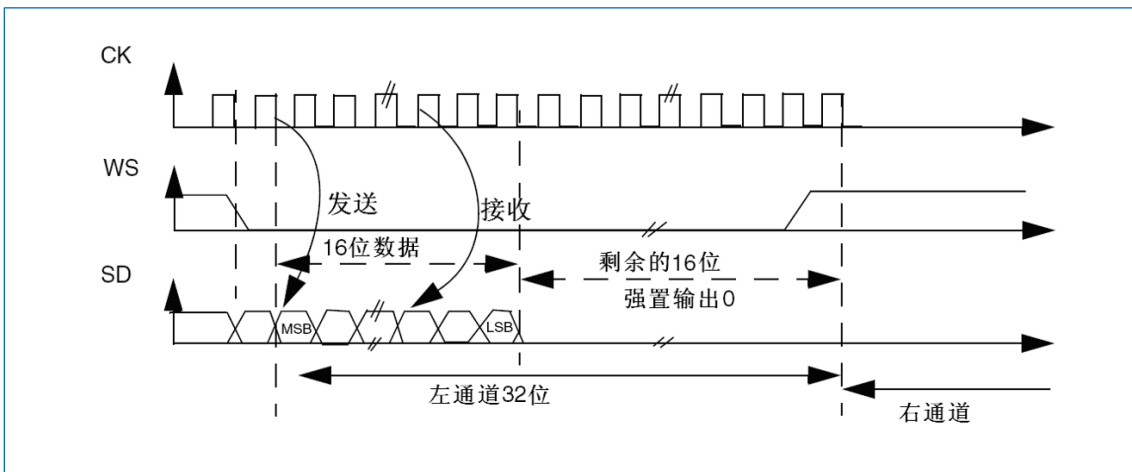 CK
WS
发送
接收
16位数据
剩余的16位
SD
强置输出0
MSB
LSB
左通道32位
右通道